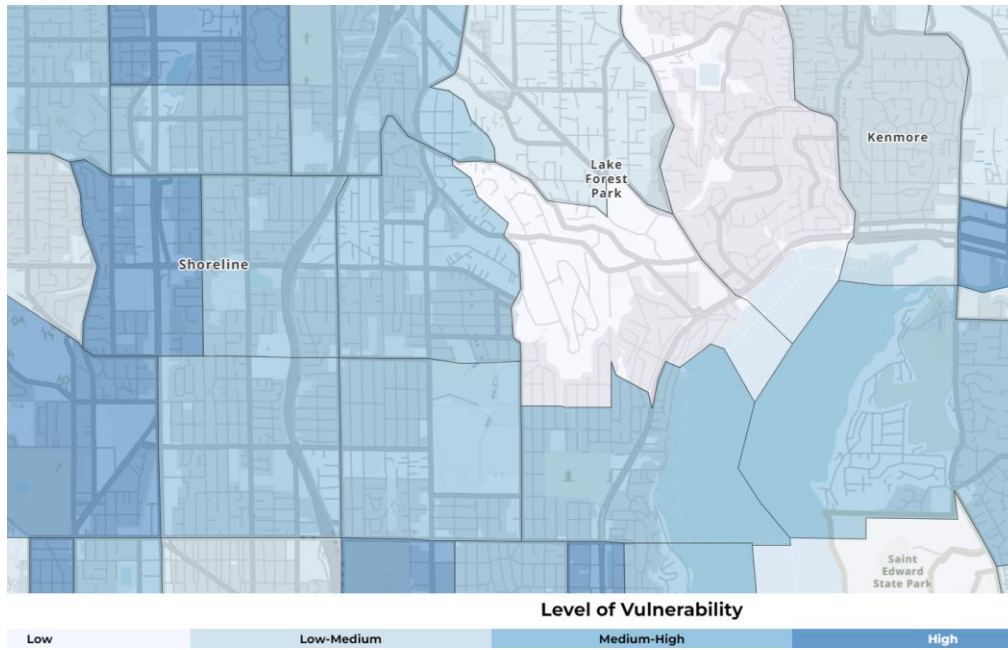 Kenmore
Lake
Forest
Park
Shoreline
Saint
Edward
State Park
Level of Vulnerability
Low
Low-Medium
Medium-High
High